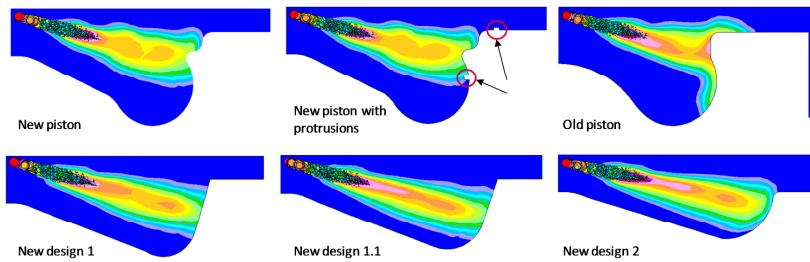 New piston
New piston with
protrusions
Old piston
New design 1
New design 1.1
New design 2